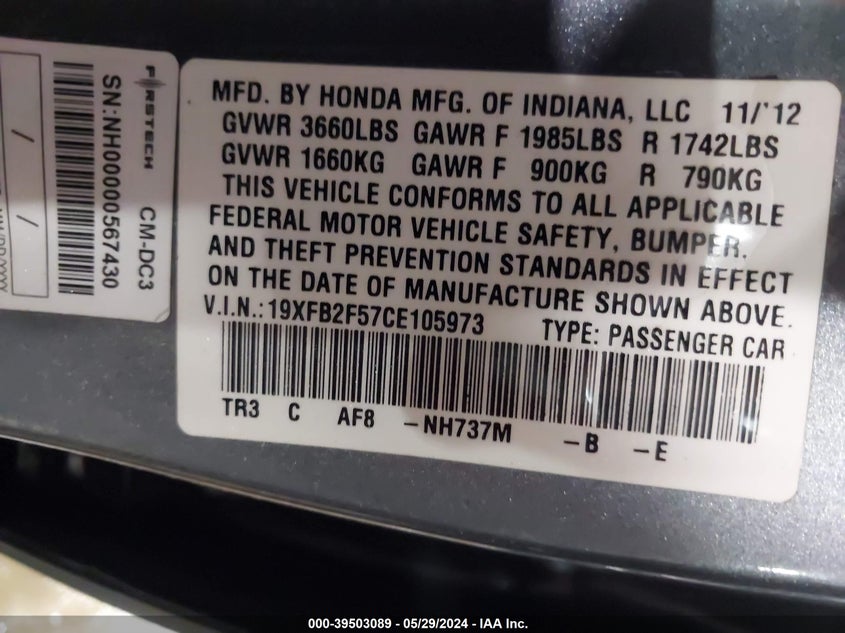 MFD. BY HONDA MFG. OF INDIANA, LLC 11/'12
GVWR 3660LBS GAWR F 1985LBS R 1742LBS
GVWR 1660KG GAWR F 900KG R 790KG
THIS VEHICLE CONFORMS TO ALL APPLICABLE
FEDERAL MOTOR VEHICLE SAFETY, BUMPER,
AND THEFT PREVENTION STANDARDS IN EFFECT
ON THE DATE OF MANUFACTURE SHOWN ABOVE.
V.I.N.:19XFB2F57CE105973 TYPE: PASSENGER CAR
TR3 C AF8 -NH737M -B -E
FIRSTECH CM-DC3
SN:NH00000567430
/ /
000-39503089 - 05/29/2024 - IAA Inc.